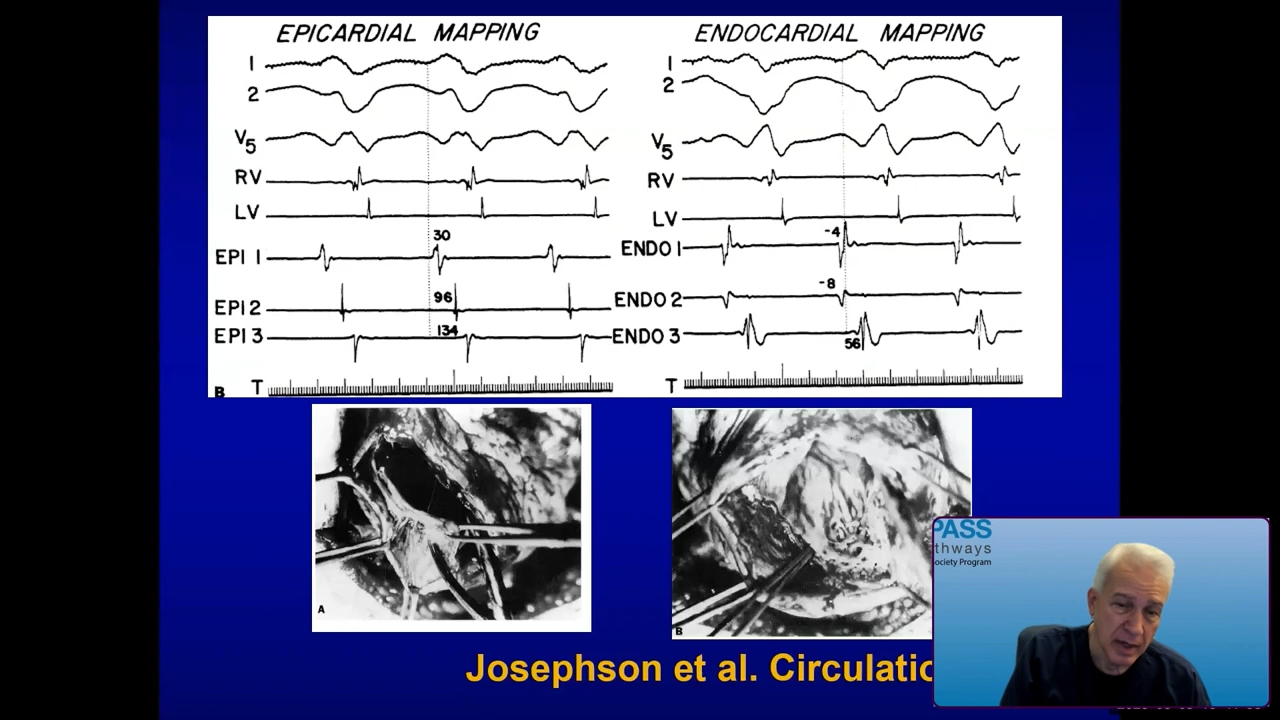 EPICARDIAL MAPPING
1
2
V5
RV
LV
30
EPI 1
96
EPI 2
134
EPI 3
B T
ENDOCARDIAL MAPPING
1
2
V5
RV
LV
-4
ENDO 1
-8
ENDO 2
ENDO 3
56
T
A
B
PASS
thways
ociety Program
Josephson et al. Circulatio